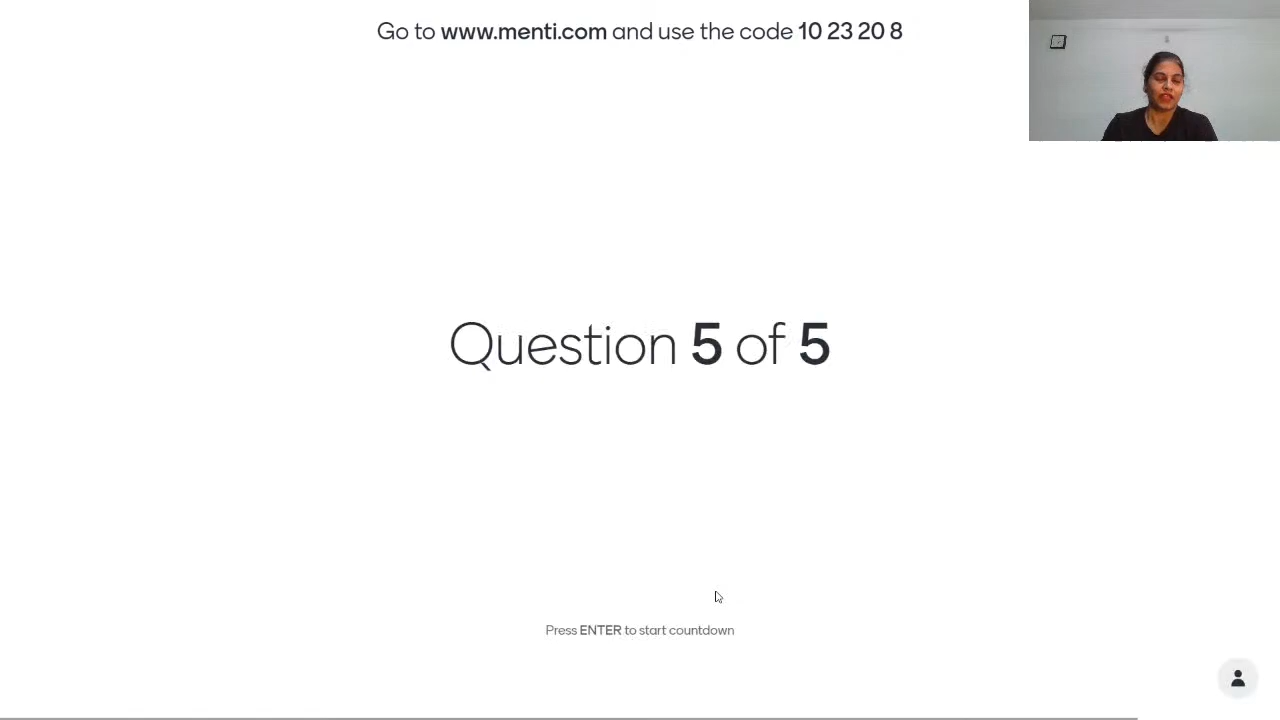 Go to www.menti.com and use the code 10 23 20 8
Question 5 of 5
Press ENTER to start countdown